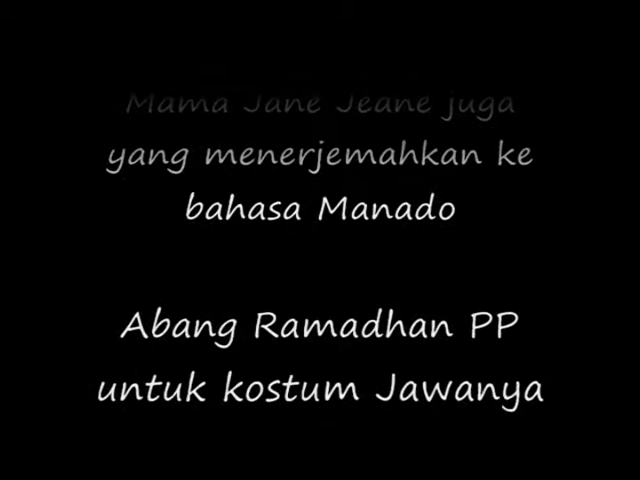 Mama Jane Jeane juga
yang menerjemahkan ke
bahasa Manado
Abang Ramadhan PP
untuk kostum Jawanya